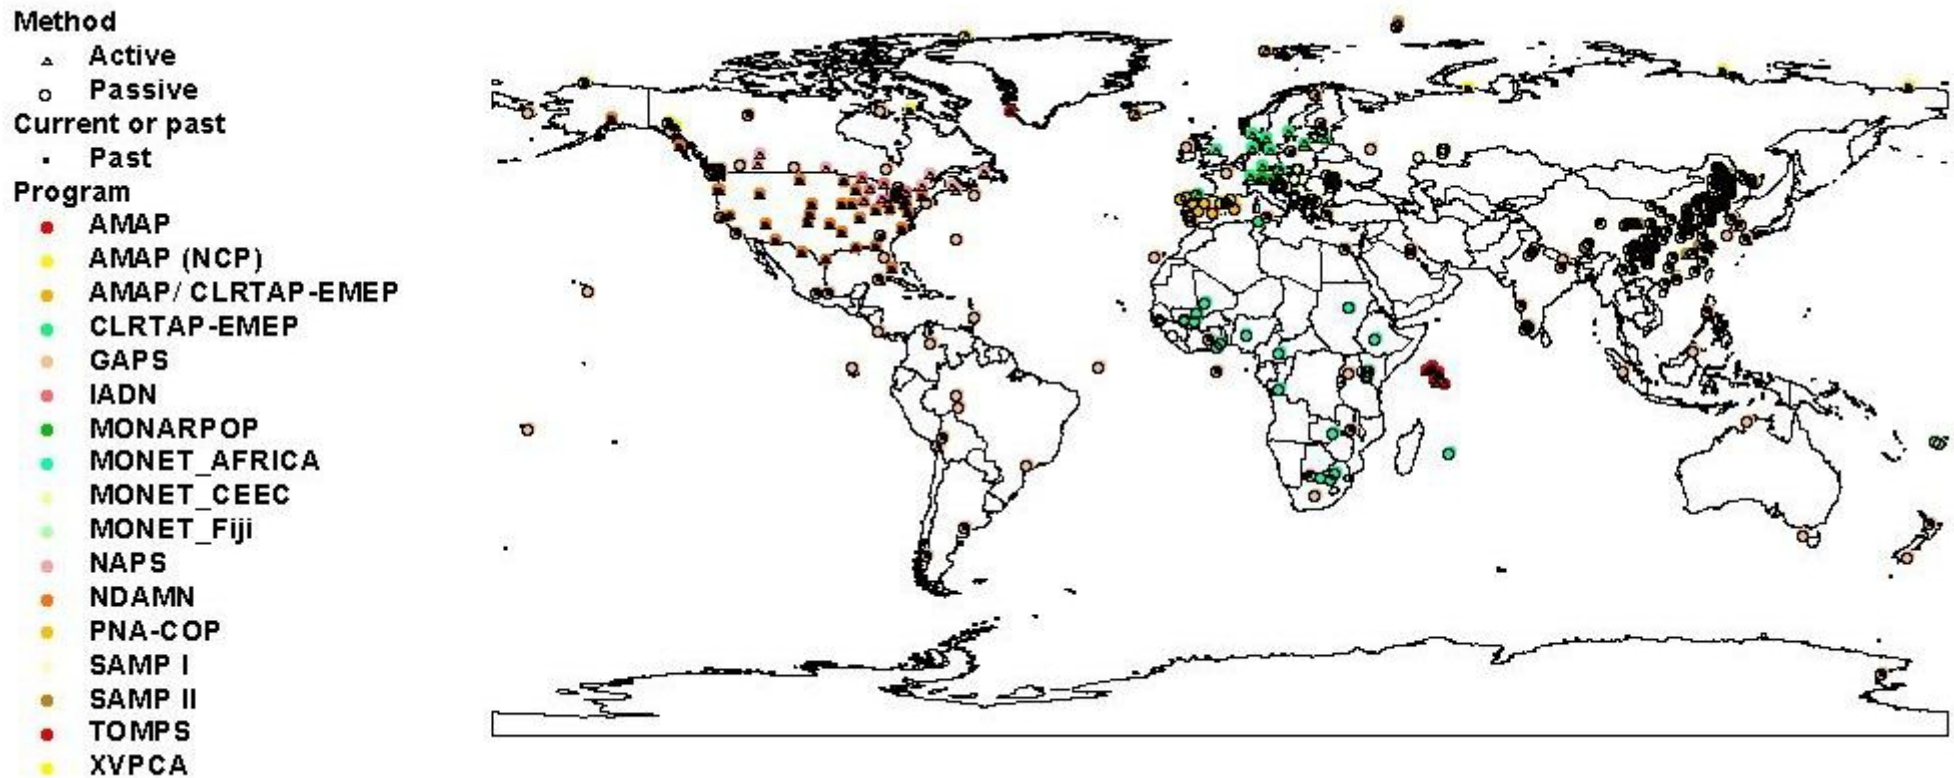 Method
Active
Passive
Current or past
Past
Program
AMAP
AMAP (NCP)
AMAP/ CLRTAP-EMEP
CLRTAP-EMEP
GAPS
IADN
MONARPOP
MONET_AFRICA
MONET_CEEC
MONET_Fiji
NAPS
NDAMN
PNA-COP
SAMP I
SAMP II
TOMPS
XVPCA